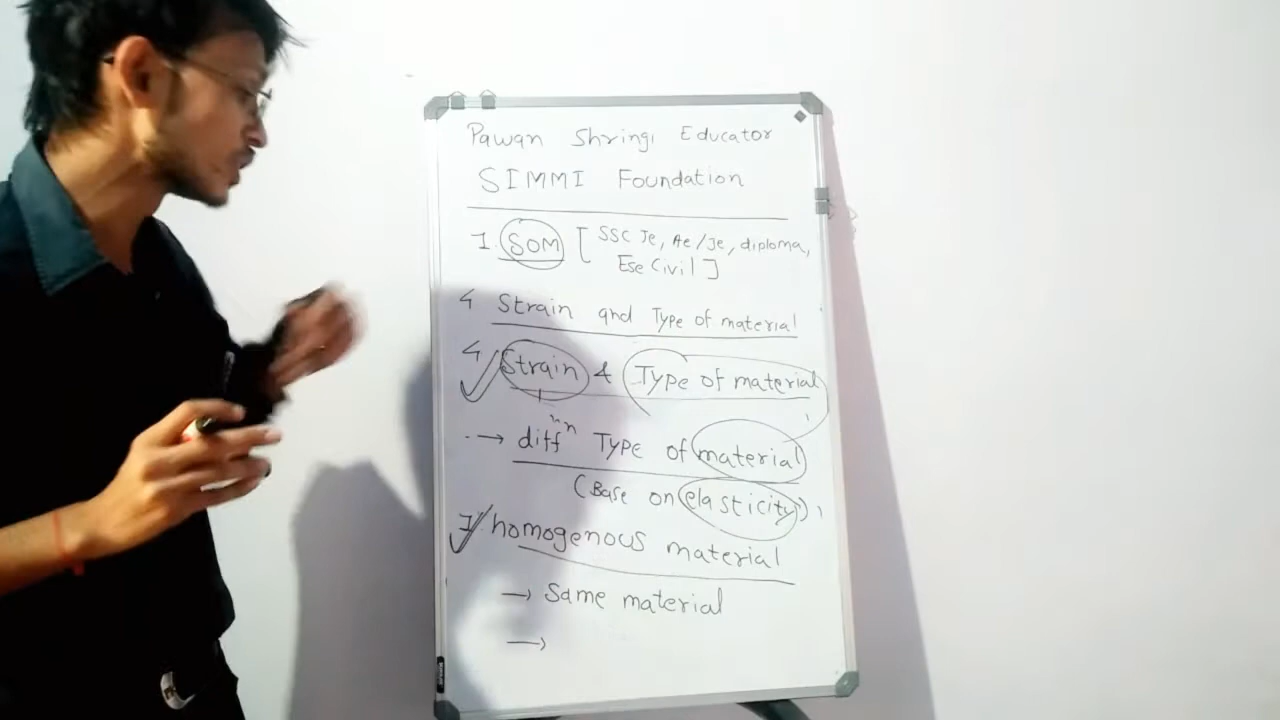 Pawan Shringi Educator
SIMMI Foundation
1. SOM [ SSC Je, Ae/Je, diploma,
Ese Civil ]
4 Strain and Type of material
4 Strain & Type of material
→ diffⁿ Type of material
(Base on elasticity)
1. homogenous material
→ Same material
→